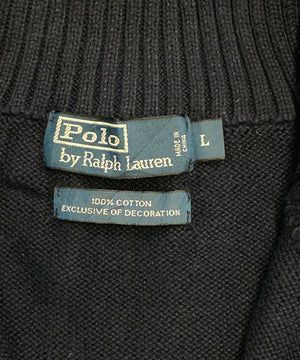 Polo
by Ralph Lauren
MADE IN
CHINA
L
100% COTTON
EXCLUSIVE OF DECORATION